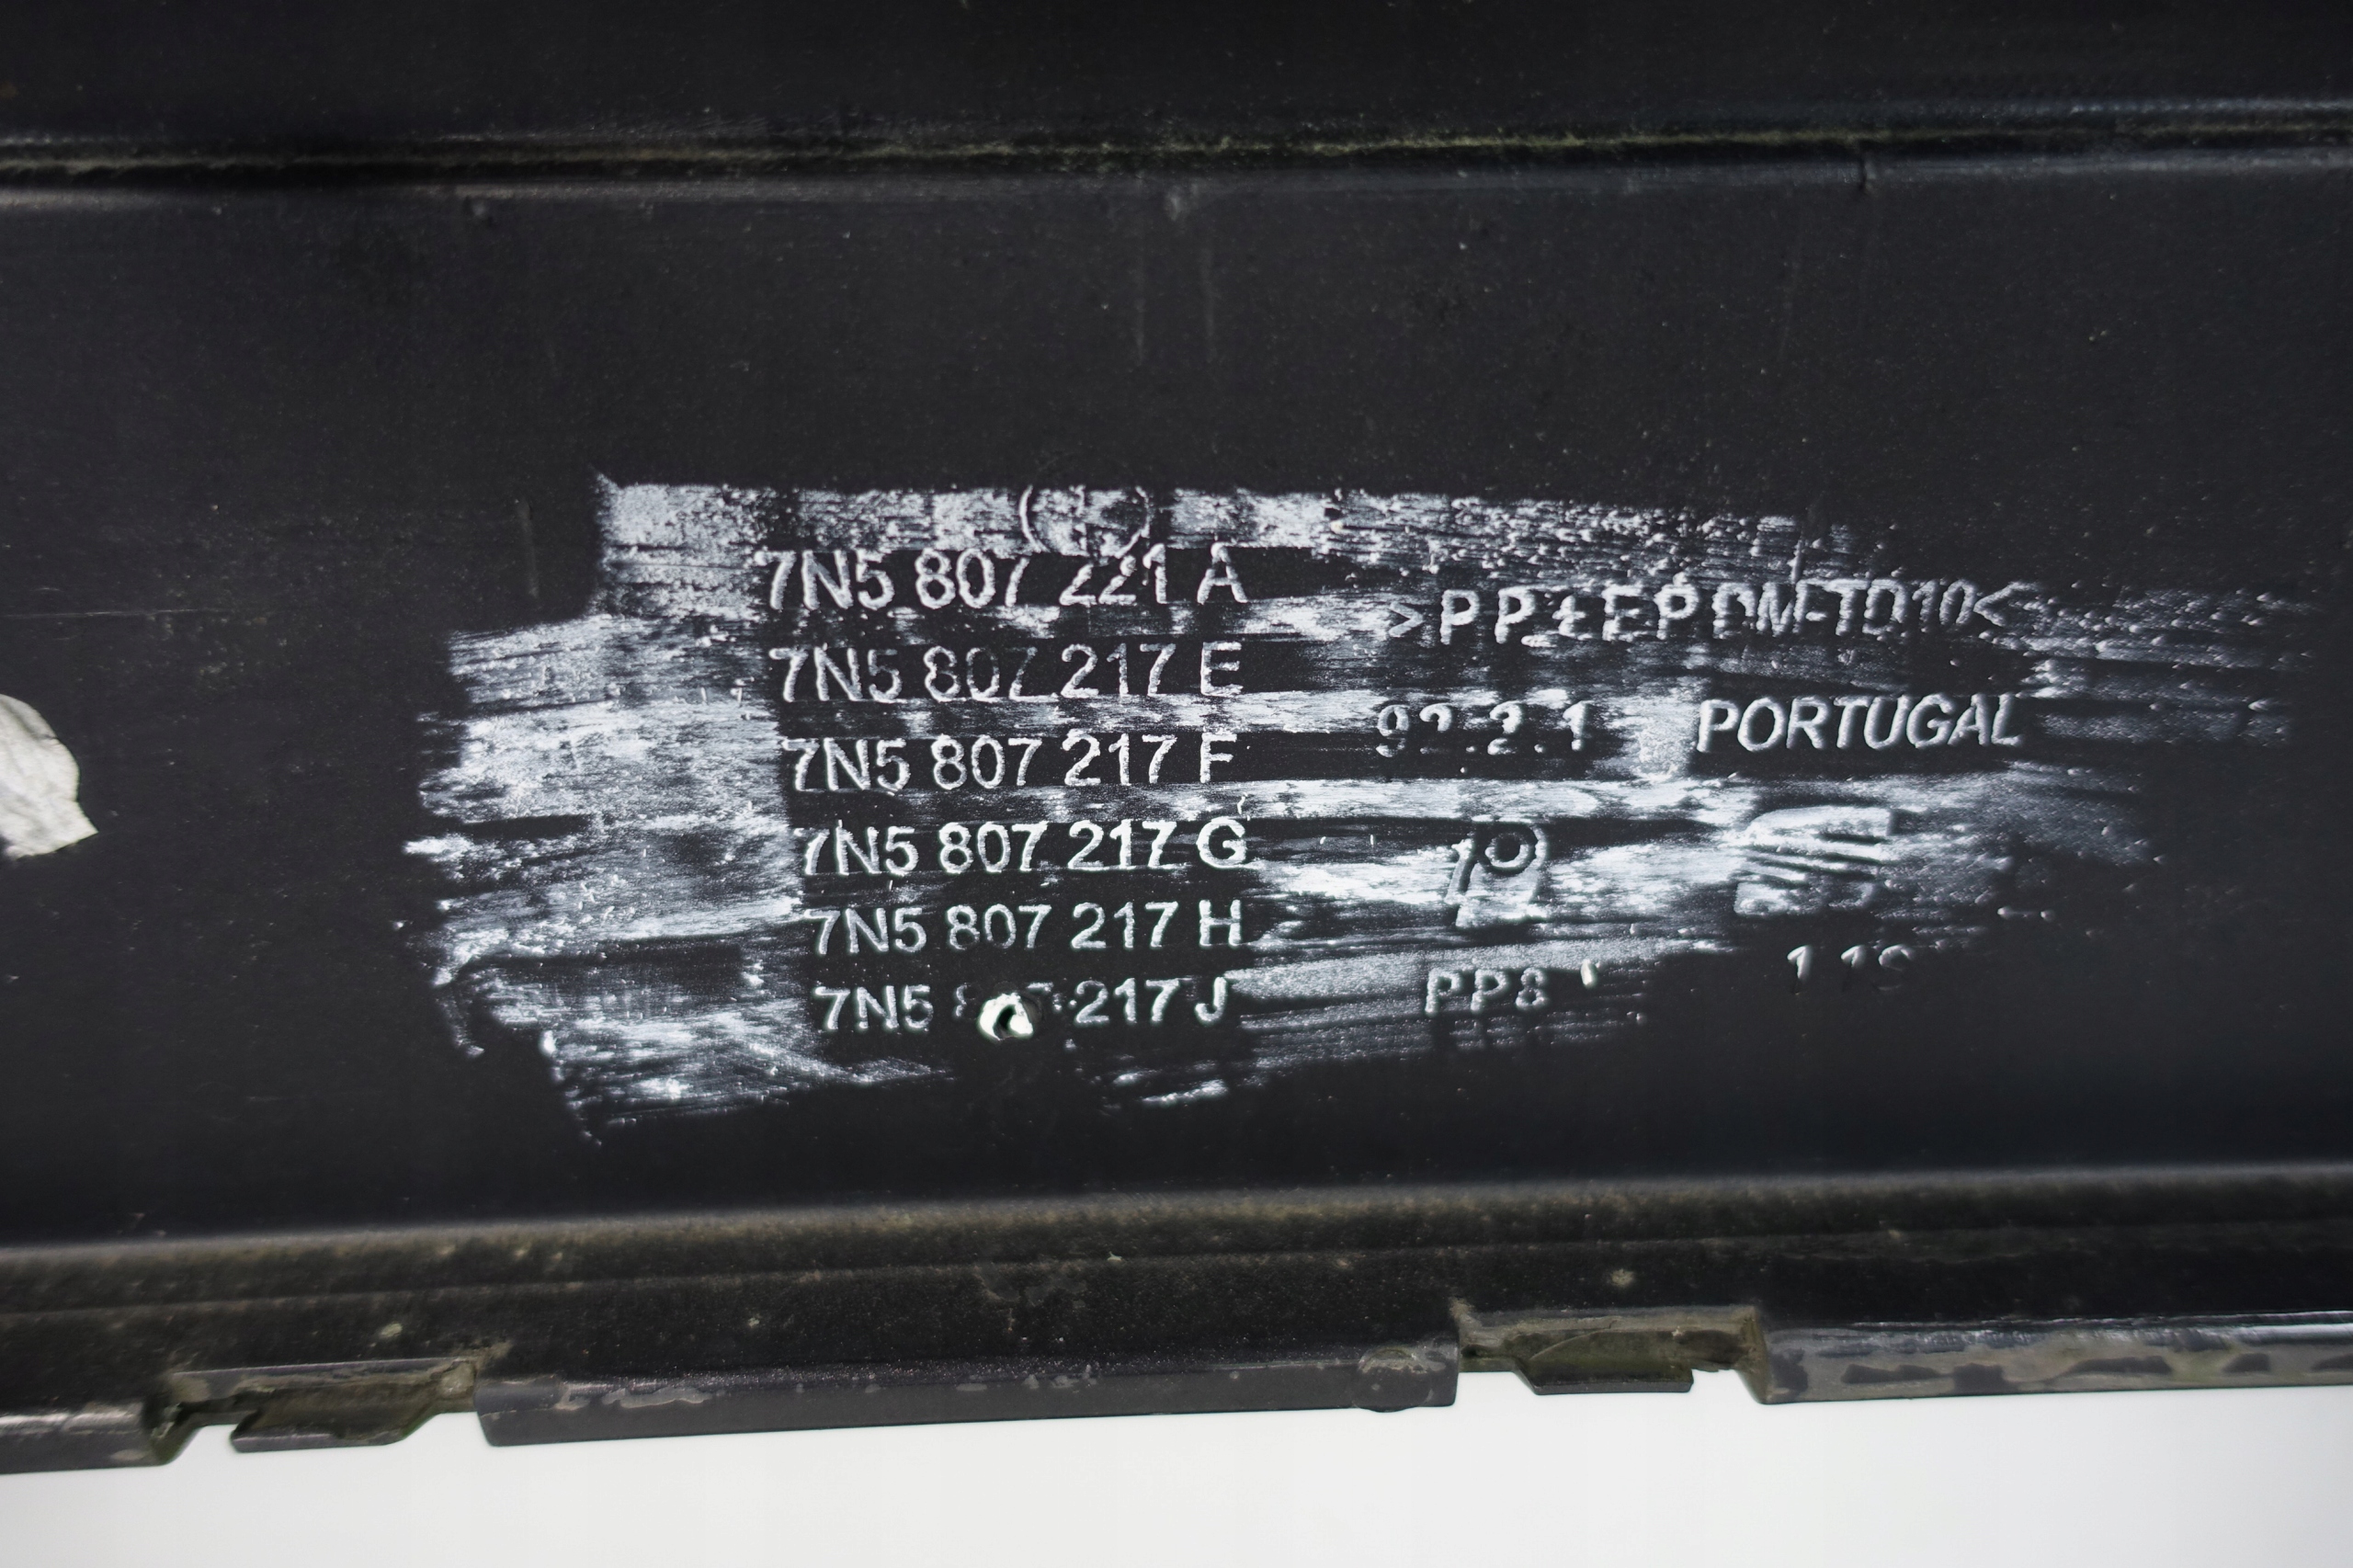 7N5 807 221 A
7N5 807 217 E
7N5 807 217 F
7N5 807 217 G
7N5 807 217 H
7N5 217 J
>PP+EPDM-TD10<
PORTUGAL